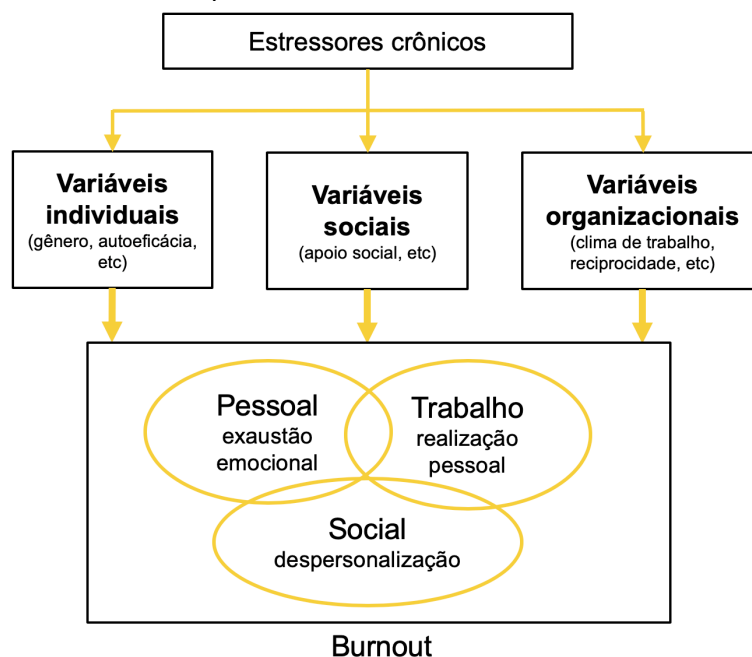 Estressores crônicos
Variáveis
individuais
(gênero, autoeficácia,
etc)
Variáveis
sociais
(apoio social, etc)
Variáveis
organizacionais
(clima de trabalho,
reciprocidade, etc)
Pessoal
exaustão
emocional
Trabalho
realização
pessoal
Social
despersonalização
Burnout